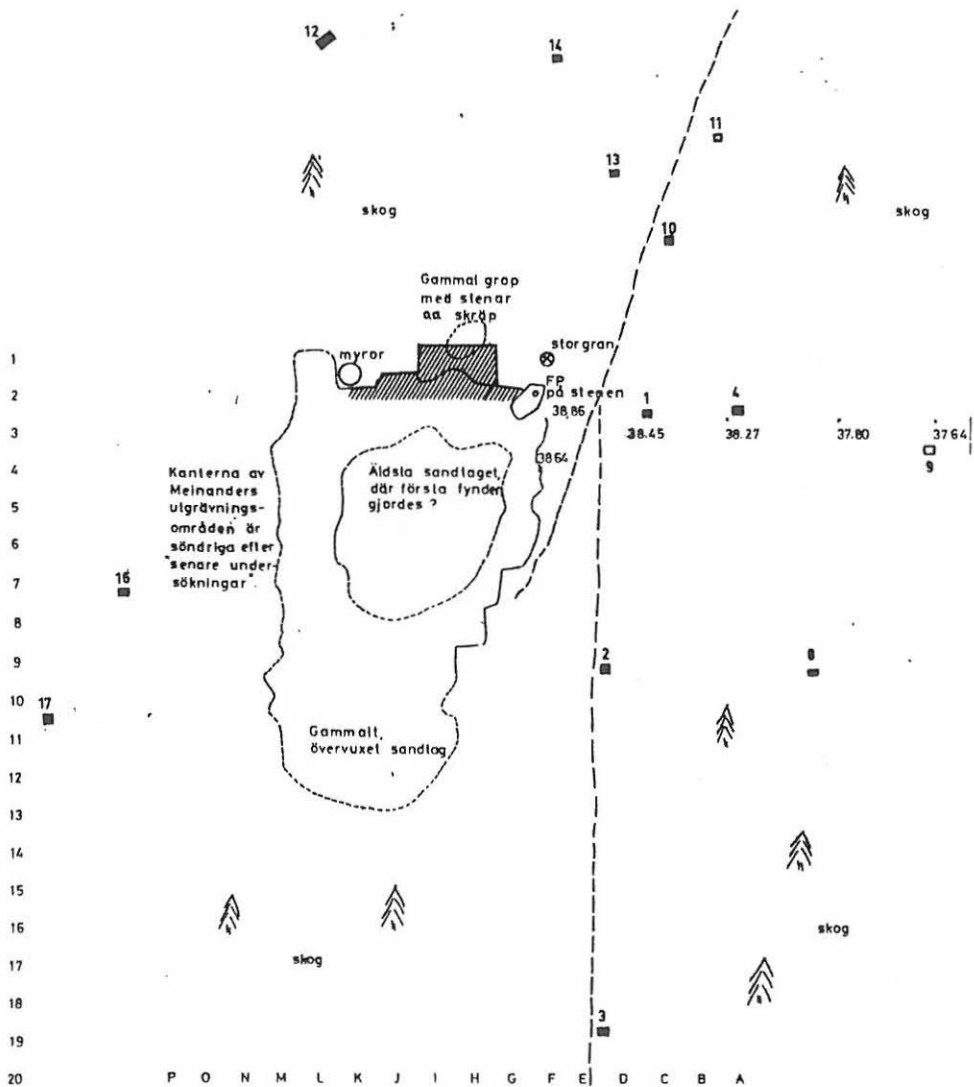 12
14
11
13
skog
skog
10
Gammal grop
med stenar
o.a. skräp
1
myror
storgran
2
FP
på stenen
1
4
38,86
3
38.45
38.27
37.80
37.64
4
Kanterna av
Meinanders
utgrävnings-
områden är
söndriga efter
"senare under-
sökningar".
Äldsta sandtaget,
där första fynden
gjordes ?
38.64
9
5
6
7
16
8
9
2
10
17
11
Gammalt,
övervuxet sandtag
12
13
14
15
16
skog
17
skog
18
19
3
20
P O N M L K J I H G F E D C B A